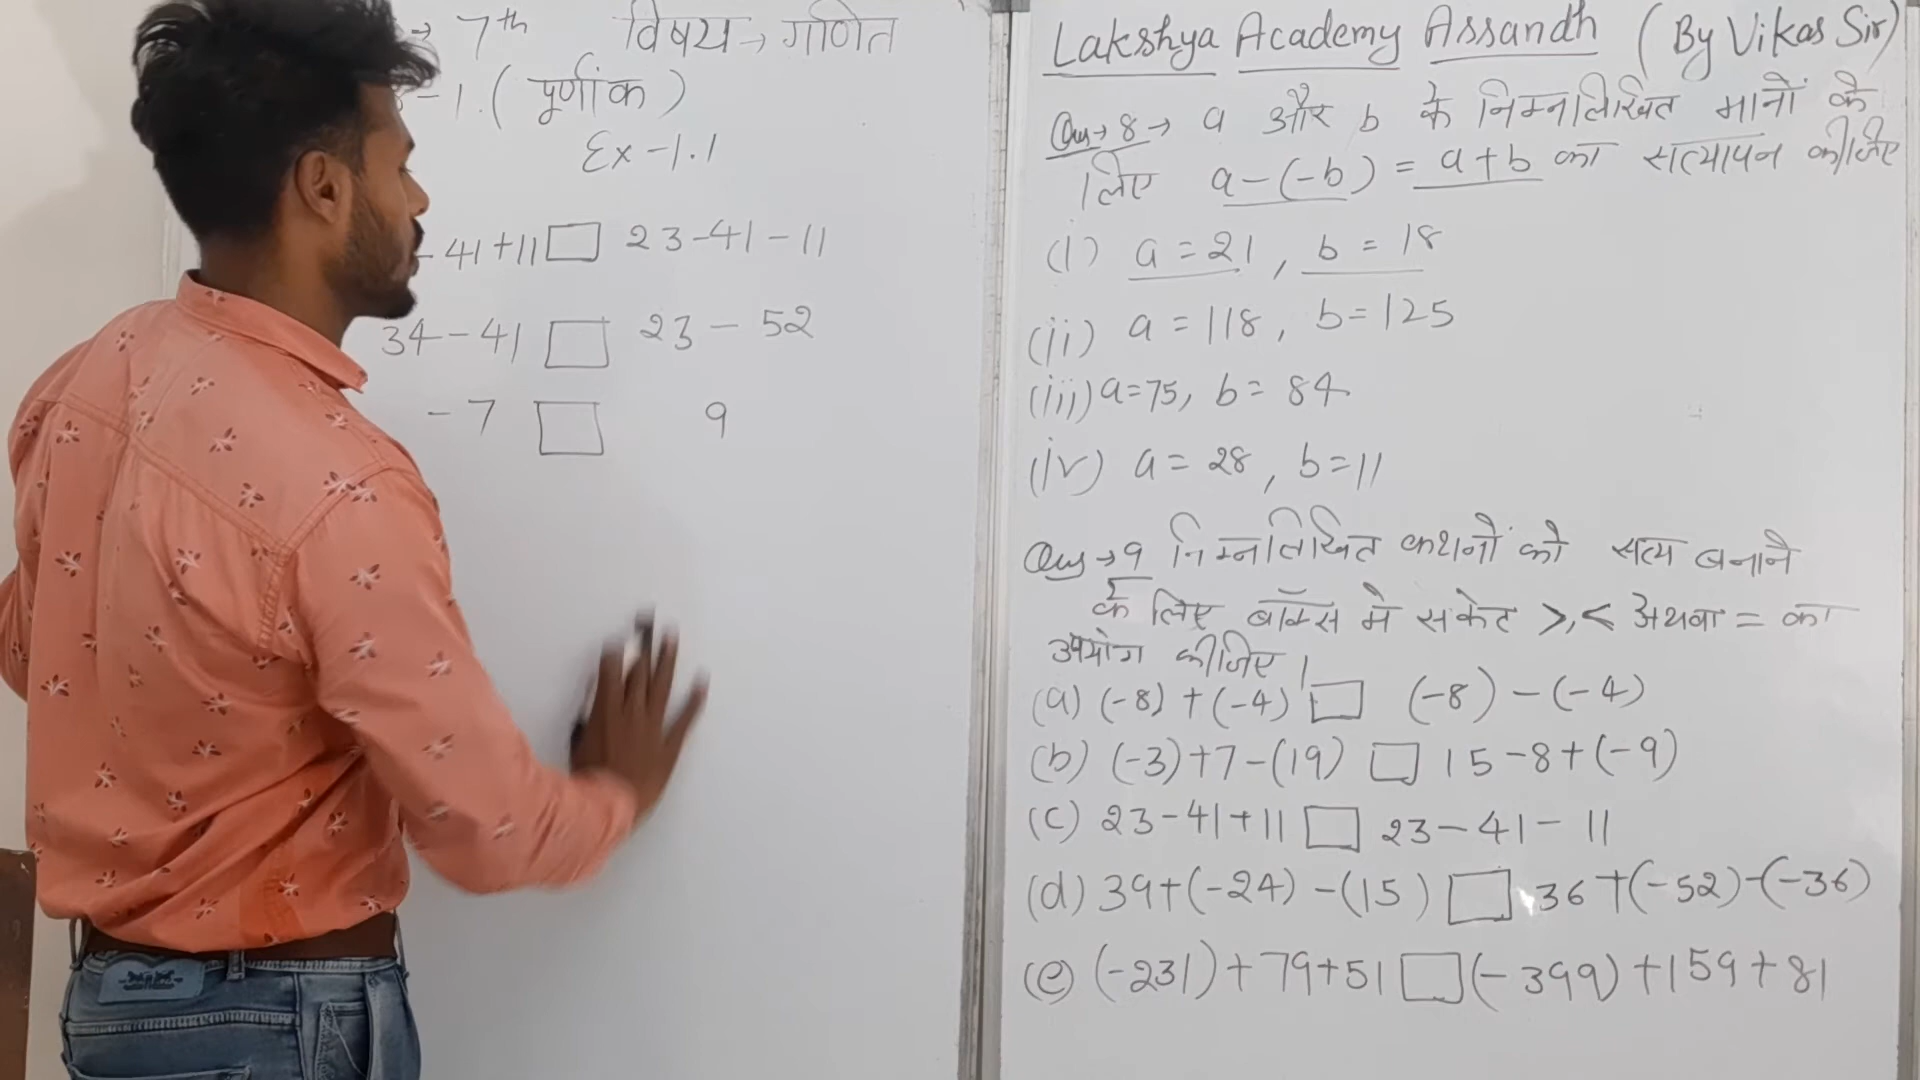 → 7th विषय → गणित
-1. (पूर्णांक)
Ex-1.1
- 41+11 □ 23-41-11
34-41 □ 23-52
-7 □ 9
Lakshya Academy Assandh (By Vikas Sir)
Qus→8→ a और b के निम्नलिखित मानों के
लिए a-(-b) = a+b का सत्यापन कीजिए
(i) a=21, b=18
(ii) a=118, b=125
(iii) a=75, b=84
(iv) a=28, b=11
Qus→9 निम्नलिखित कथनों को सत्य बनाने
के लिए बॉक्स मे सकेट >,< अथवा = का
उपयोग कीजिए।
(a) (-8)+(-4) □ (-8)-(-4)
(b) (-3)+7-(19) □ 15-8+(-9)
(c) 23-41+11 □ 23-41-11
(d) 39+(-24)-(15) □ 36+(-52)-(-36)
(e) (-231)+79+51 □ (-399)+159+81